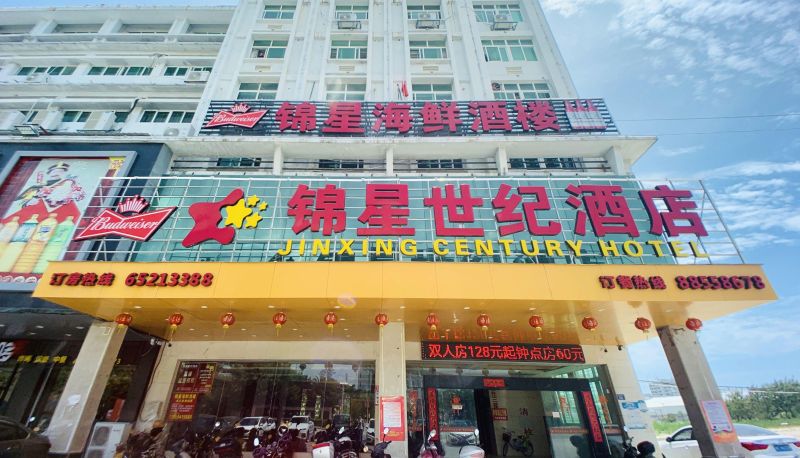 Budweiser
锦星海鲜酒楼
Budweiser
锦星世纪酒店
JINXING CENTURY HOTEL
订房热线 65213388
订餐热线 88558678
双人房128元起钟点房60元